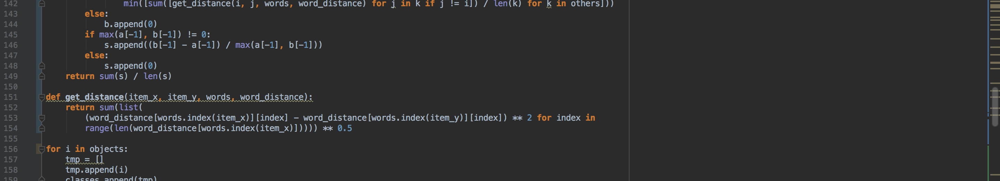 142 min([sum([get_distance(i, j, words, word_distance) for j in k if j != i]) / len(k) for k in others]))
143 else:
144 b.append(0)
145 if max(a[-1], b[-1]) != 0:
146 s.append((b[-1] - a[-1]) / max(a[-1], b[-1]))
147 else:
148 s.append(0)
149 return sum(s) / len(s)
150
151 def get_distance(item_x, item_y, words, word_distance):
152 return sum(list(
153 (word_distance[words.index(item_x)][index] - word_distance[words.index(item_y)][index]) ** 2 for index in
154 range(len(word_distance[words.index(item_x)])))) ** 0.5
155
156 for i in objects:
157 tmp = []
158 tmp.append(i)
159 classes.append(tmp)